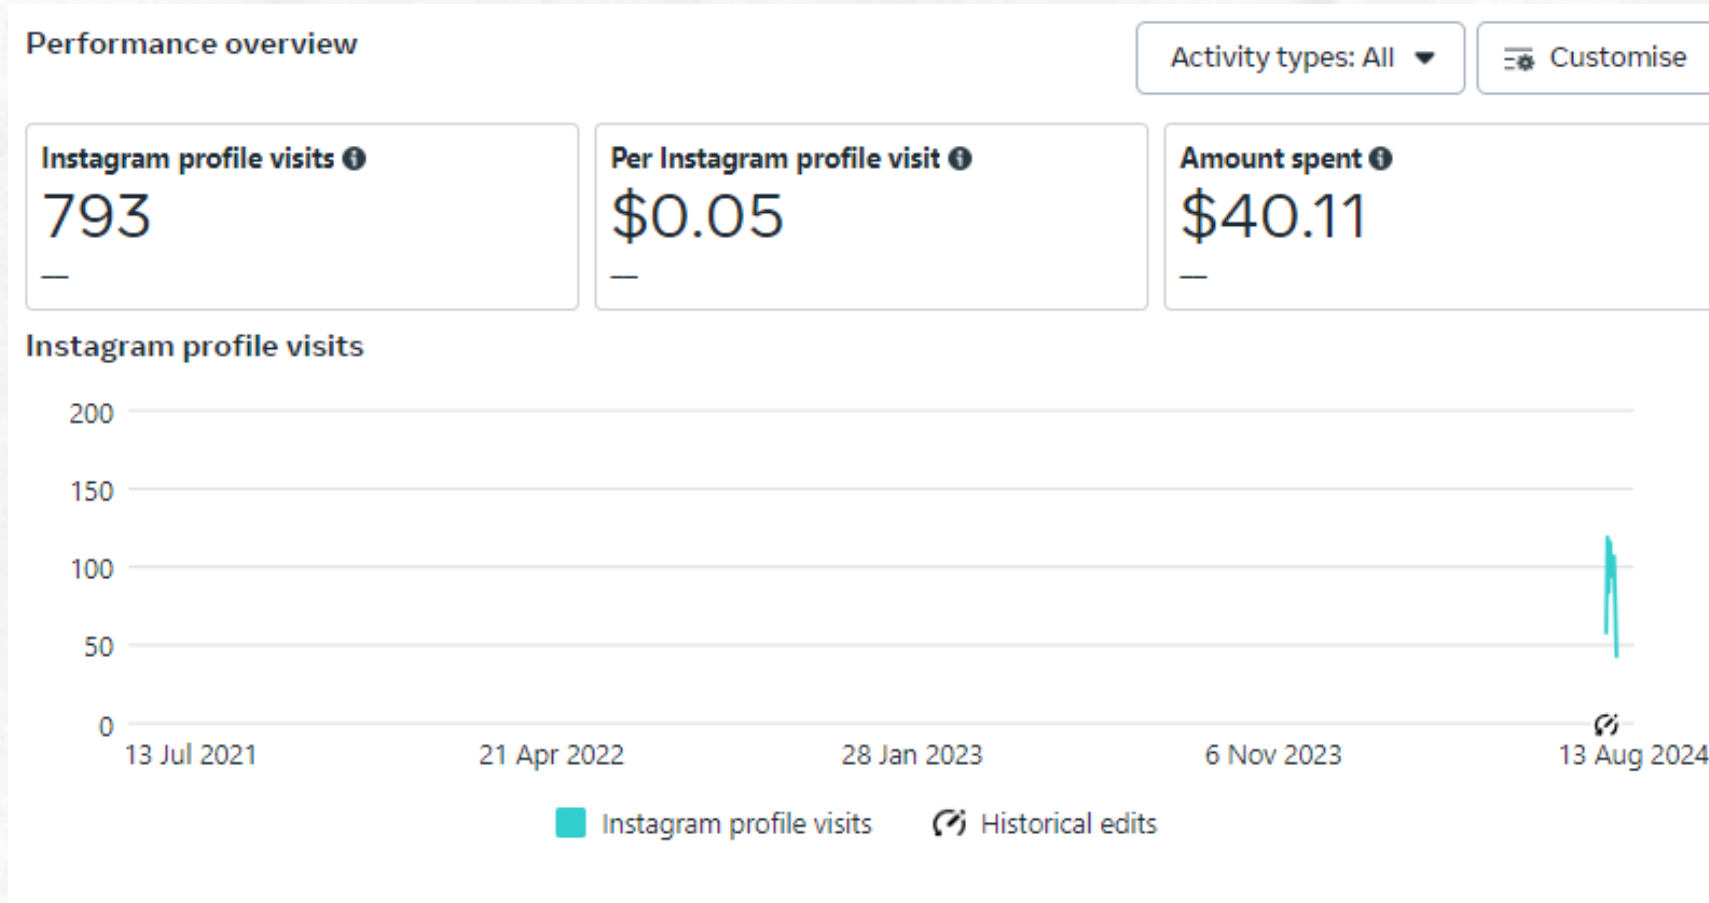 Performance overview
Activity types: All
Customise
Instagram profile visits
793
—
Per Instagram profile visit
$0.05
—
Amount spent
$40.11
—
Instagram profile visits
200
150
100
50
0
13 Jul 2021
21 Apr 2022
28 Jan 2023
6 Nov 2023
13 Aug 2024
Instagram profile visits
Historical edits